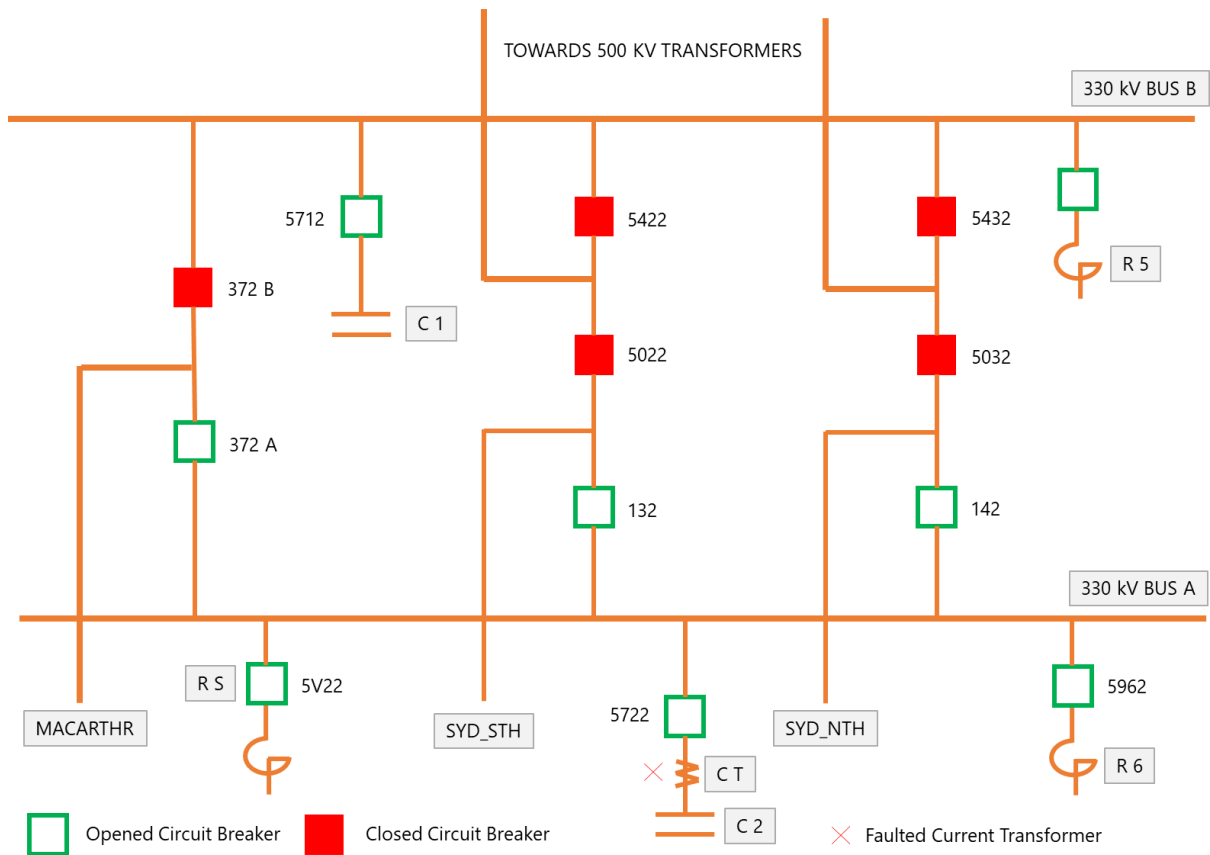 TOWARDS 500 KV TRANSFORMERS
330 kV BUS B
5712
5422
5432
R 5
372 B
C 1
5022
5032
372 A
132
142
330 kV BUS A
R S
5V22
5962
MACARTHR
SYD_STH
5722
SYD_NTH
C T
R 6
C 2
Opened Circuit Breaker
Closed Circuit Breaker
Faulted Current Transformer